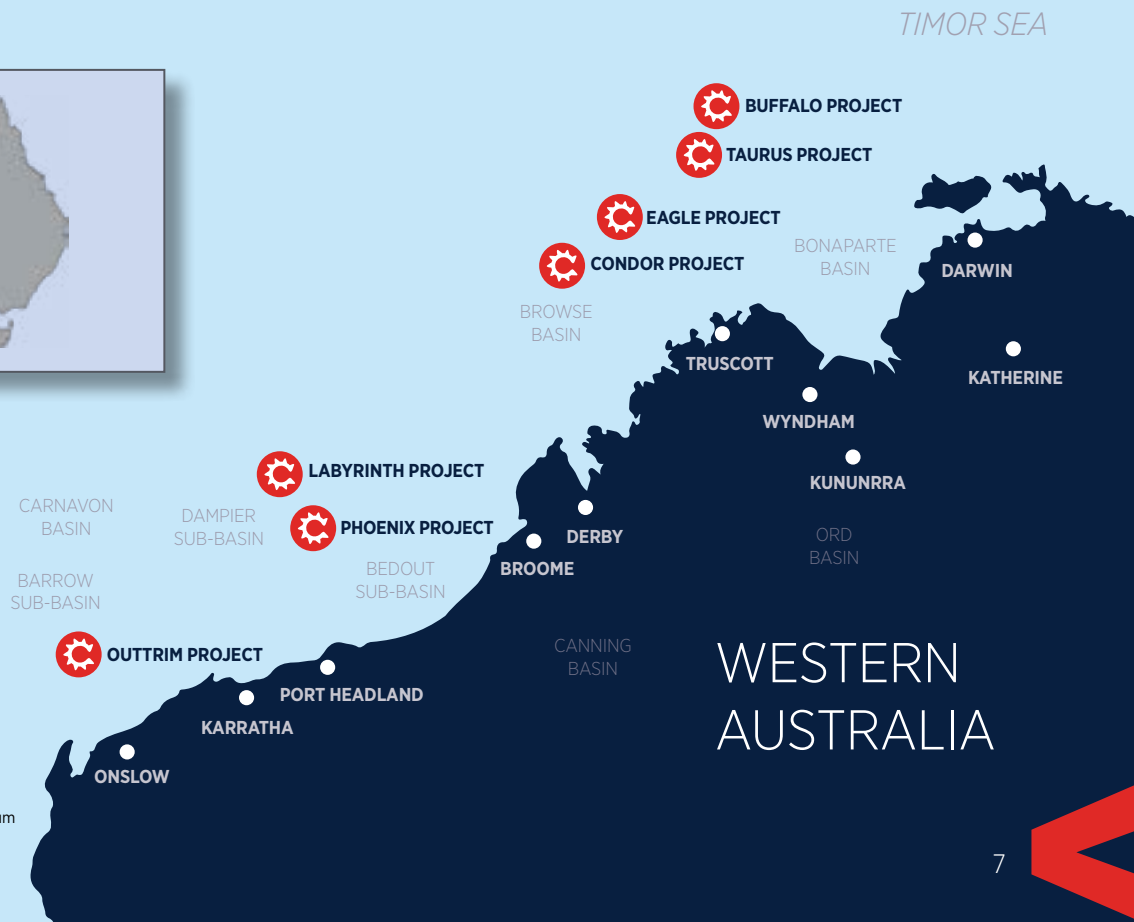 TIMOR SEA
BUFFALO PROJECT
TAURUS PROJECT
EAGLE PROJECT
CONDOR PROJECT
BONAPARTE
BASIN
DARWIN
BROWSE
BASIN
TRUSCOTT
KATHERINE
WYNDHAM
KUNUNRRA
LABYRINTH PROJECT
CARNAVON
BASIN
DAMPIER
SUB-BASIN
PHOENIX PROJECT
DERBY
ORD
BASIN
BROOME
BEDOUT
SUB-BASIN
BARROW
SUB-BASIN
OUTTRIM PROJECT
CANNING
BASIN
WESTERN
AUSTRALIA
PORT HEADLAND
KARRATHA
ONSLOW
7